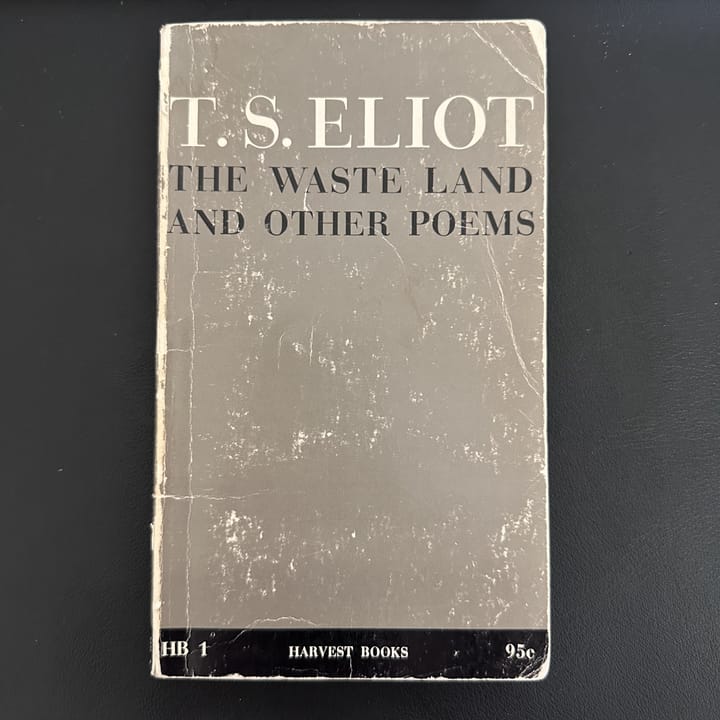 T. S. ELIOT
THE WASTE LAND
AND OTHER POEMS
HB 1 HARVEST BOOKS 95c